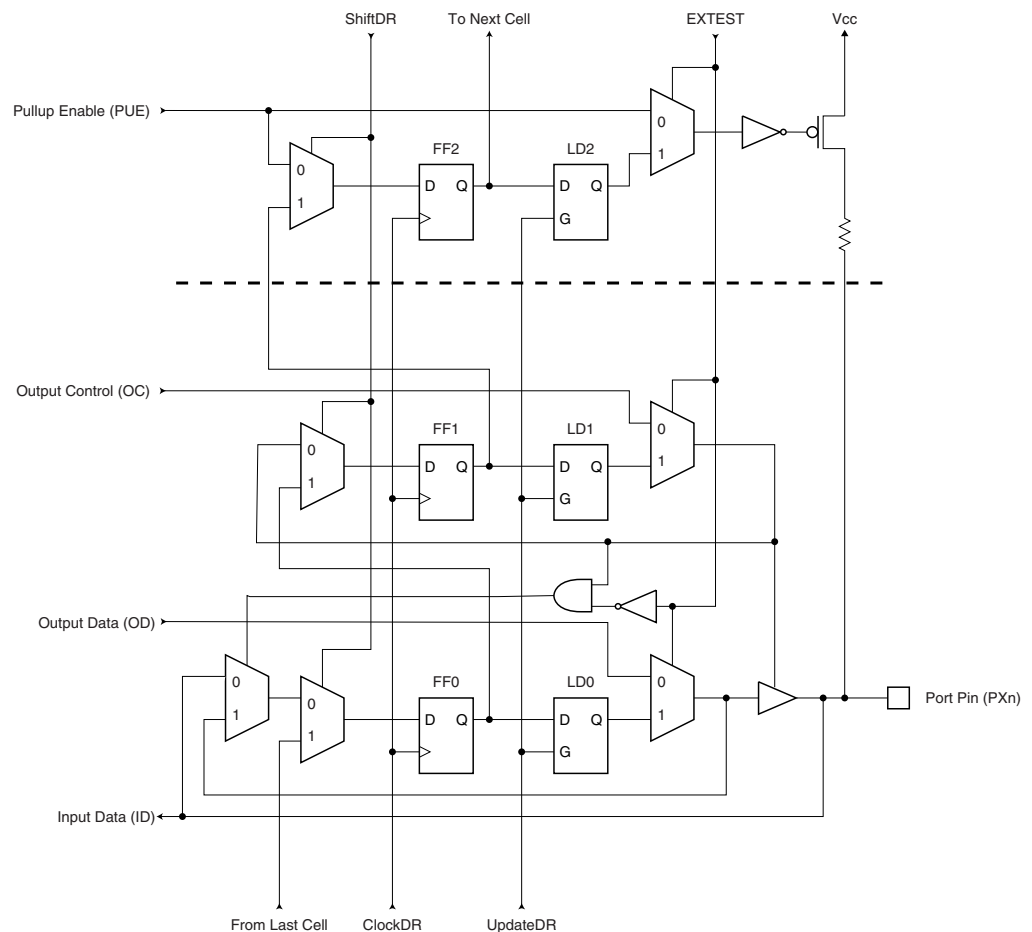 ShiftDR
To Next Cell
EXTEST
Vcc
Pullup Enable (PUE)
0
1
FF2
D Q
LD2
D Q
G
0
1
Output Control (OC)
0
1
FF1
D Q
LD1
D Q
G
0
1
Output Data (OD)
0
1
0
1
FF0
D Q
LD0
D Q
G
0
1
Port Pin (PXn)
Input Data (ID)
From Last Cell
ClockDR
UpdateDR